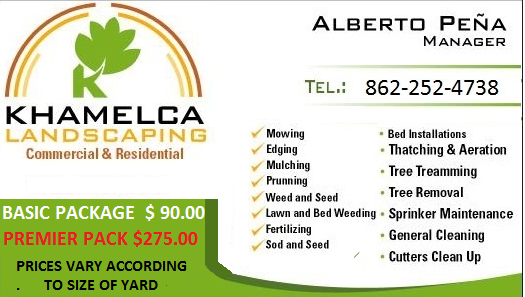 ALBERTO PEÑA
MANAGER
TEL.: 862-252-4738
K
KHAMELCA
LANDSCAPING
Commercial & Residential
BASIC PACKAGE $ 90.00
PREMIER PACK $275.00
PRICES VARY ACCORDING
. TO SIZE OF YARD
Mowing
Edging
Mulching
Prunning
Weed and Seed
Lawn and Bed Weeding
Fertilizing
Sod and Seed
• Bed Installations
• Thatching & Aeration
• Tree Treamming
• Tree Removal
• Sprinker Maintenance
• General Cleaning
• Cutters Clean Up